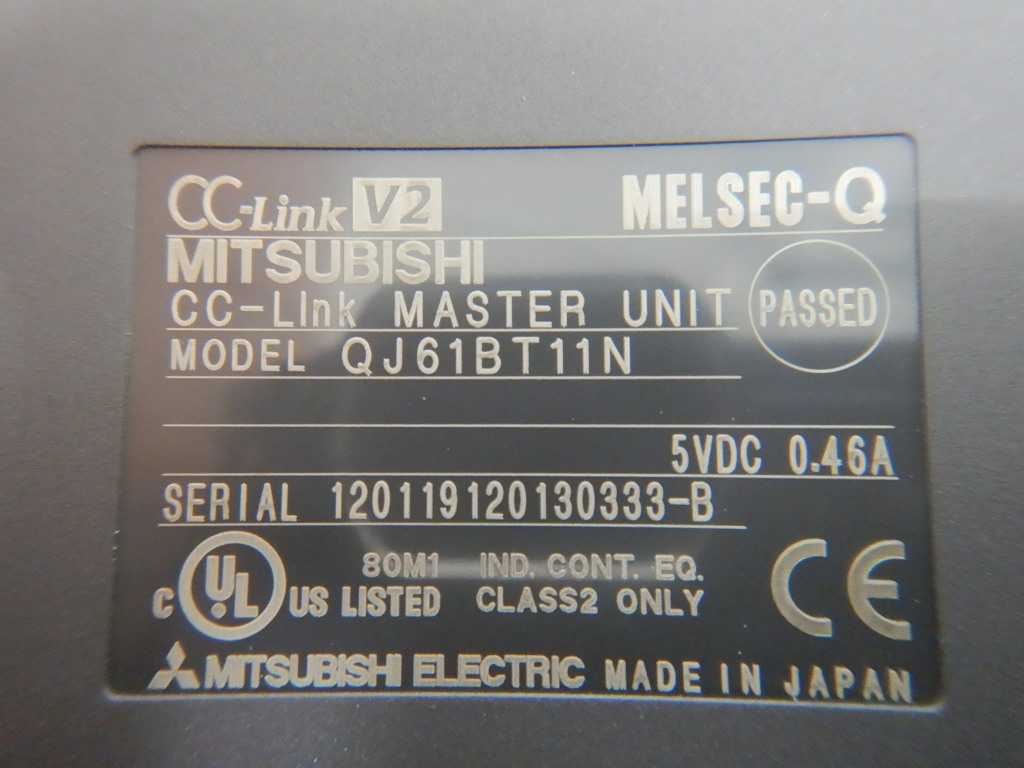 CC-Link V2 MELSEC-Q
MITSUBISHI
CC-Link MASTER UNIT PASSED
MODEL QJ61BT11N
5VDC 0.46A
SERIAL 120119120130333-B
80M1 IND. CONT. EQ.
C UL US LISTED CLASS2 ONLY CE
MITSUBISHI ELECTRIC MADE IN JAPAN